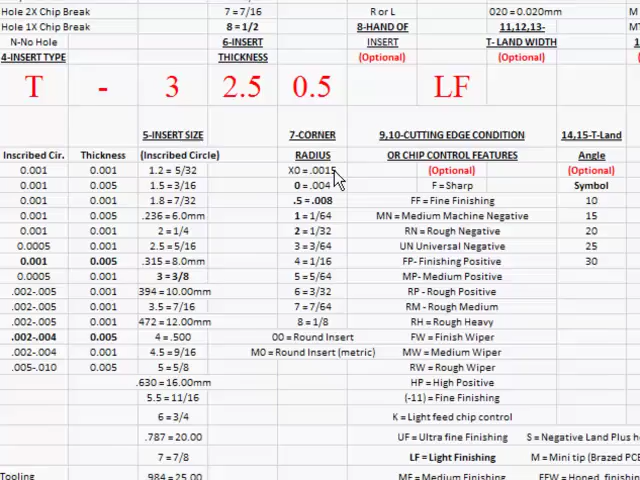 Hole 2X Chip Break 7 = 7/16 R or L 020 = 0.020mm M
Hole 1X Chip Break 8 = 1/2 8-HAND OF 11,12,13-
N-No Hole 6-INSERT INSERT T- LAND WIDTH
4-INSERT TYPE THICKNESS (Optional) (Optional)
T - 3 2.5 0.5 LF
5-INSERT SIZE 7-CORNER 9,10-CUTTING EDGE CONDITION 14,15-T-Land
Inscribed Cir. Thickness (Inscribed Circle) RADIUS OR CHIP CONTROL FEATURES Angle
0.001 0.001 1.2 = 5/32 X0 = .0015 (Optional) (Optional)
0.001 0.005 1.5 = 3/16 0 = .004 F = Sharp Symbol
0.001 0.001 1.8 = 7/32 .5 = .008 FF = Fine Finishing 10
0.001 0.001 .236 = 6.0mm 1 = 1/64 MN = Medium Machine Negative 15
0.0005 0.001 2 = 1/4 2 = 1/32 RN = Rough Negative 20
0.001 0.001 2.5 = 5/16 3 = 3/64 UN Universal Negative 25
0.001 0.005 .315 = 8.0mm 4 = 1/16 FP- Finishing Positive 30
0.0005 0.001 3 = 3/8 5 = 5/64 MP- Medium Positive
.002-.005 0.001 394 = 10.00mm 6 = 3/32 RP - Rough Positive
.002-.005 0.001 3.5 = 7/16 7 = 7/64 RM - Rough Medium
.002-.005 0.001 472 = 12.00mm 8 = 1/8 RH = Rough Heavy
.002-.004 0.005 4 = .500 00 = Round Insert FW = Finish Wiper
.002-.004 0.001 4.5 = 9/16 M0 = Round Insert (metric) MW = Medium Wiper
.005-.010 0.001 5 = 5/8 RW = Rough Wiper
.630 = 16.00mm HP = High Positive
5.5 = 11/16 (-11) = Fine Finishing
6 = 3/4 K = Light feed chip control
.787 = 20.00 UF = Ultra fine Finishing S = Negative Land Plus
7 = 7/8 LF = Light Finishing M = Mini tip (Brazed
Tooling .984 = 25.00 MF = Medium Finishing